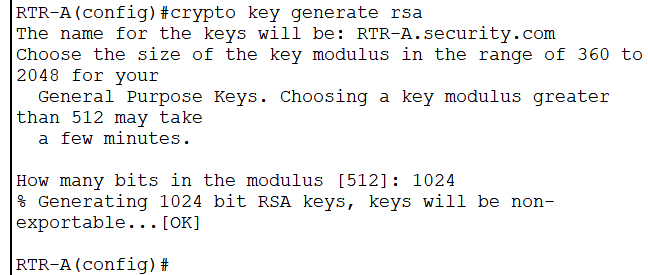 RTR-A(config)#crypto key generate rsa
The name for the keys will be: RTR-A.security.com
Choose the size of the key modulus in the range of 360 to
2048 for your
  General Purpose Keys. Choosing a key modulus greater
than 512 may take
  a few minutes.

How many bits in the modulus [512]: 1024
% Generating 1024 bit RSA keys, keys will be non-
exportable...[OK]

RTR-A(config)#